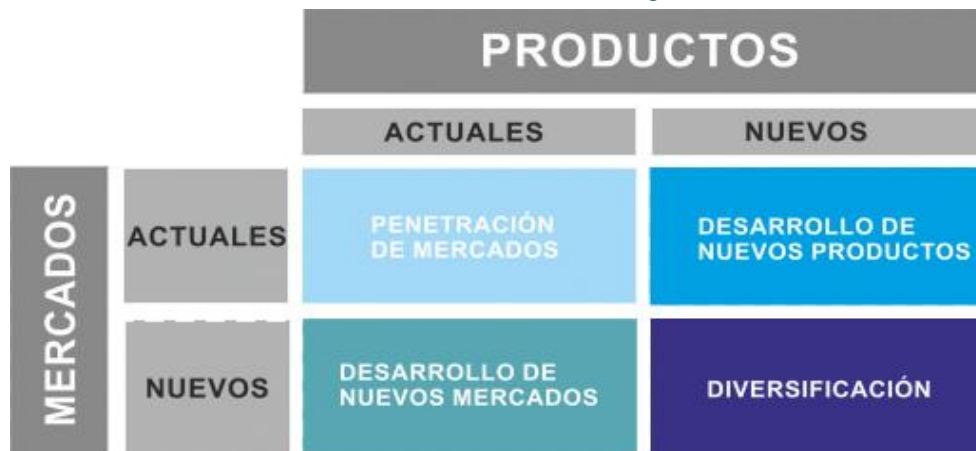 PRODUCTOS
ACTUALES
NUEVOS
MERCADOS
ACTUALES
PENETRACIÓN
DE MERCADOS
DESARROLLO DE
NUEVOS PRODUCTOS
NUEVOS
DESARROLLO DE
NUEVOS MERCADOS
DIVERSIFICACIÓN